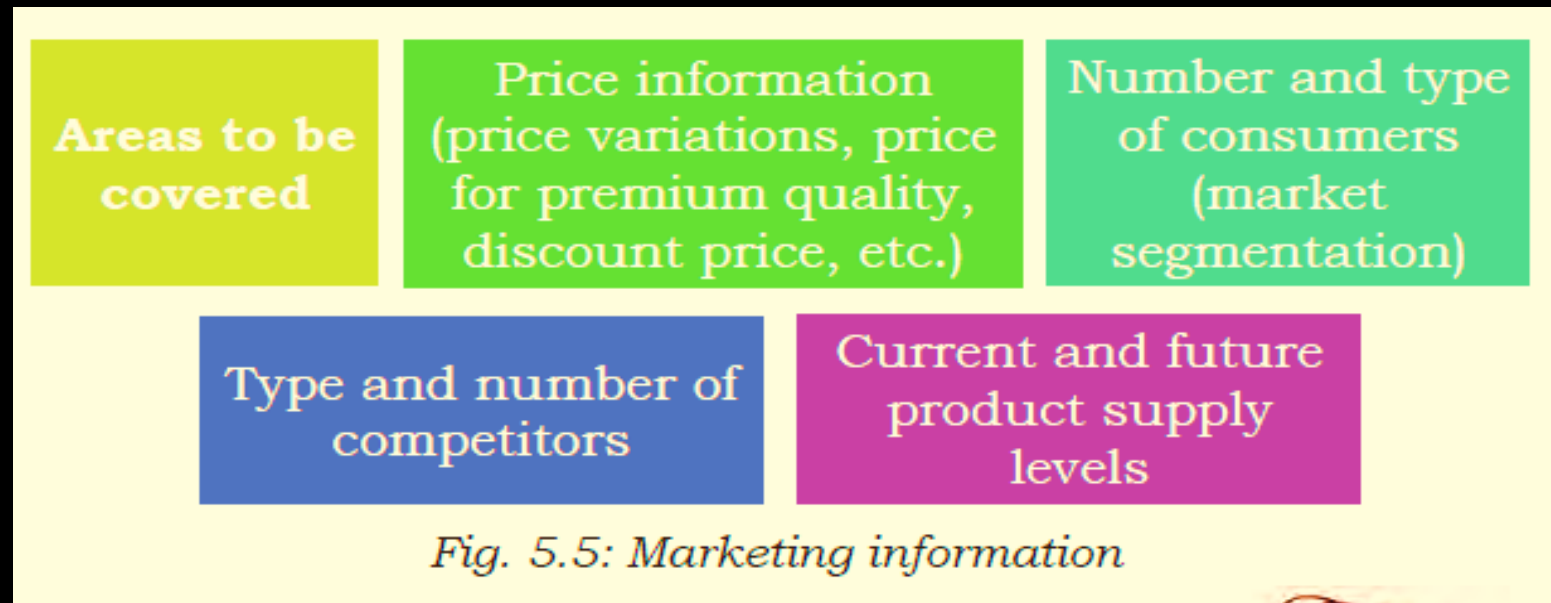 Areas to be
covered
Price information
(price variations, price
for premium quality,
discount price, etc.)
Number and type
of consumers
(market
segmentation)
Type and number of
competitors
Current and future
product supply
levels
Fig. 5.5: Marketing information